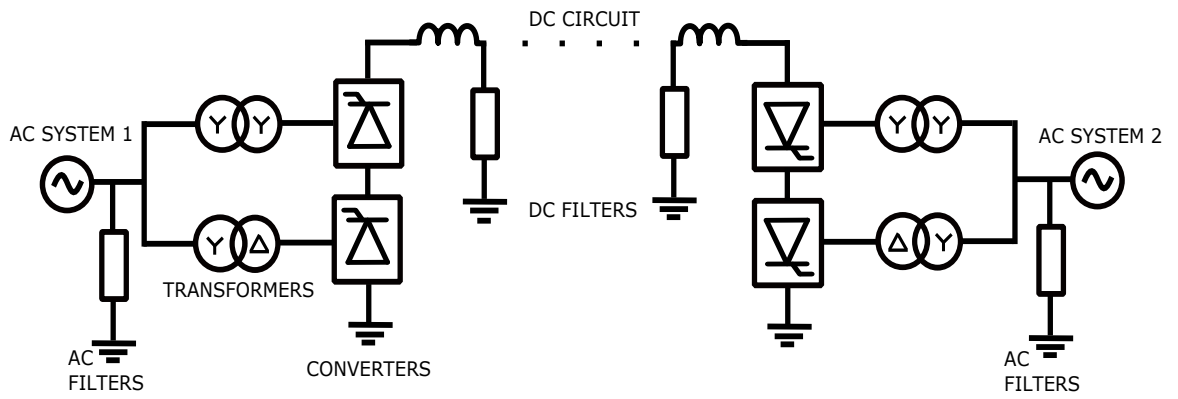 DC CIRCUIT
AC SYSTEM 1
AC SYSTEM 2
Y Y
Y Y
Y Δ
Δ Y
DC FILTERS
TRANSFORMERS
CONVERTERS
AC
FILTERS
AC
FILTERS